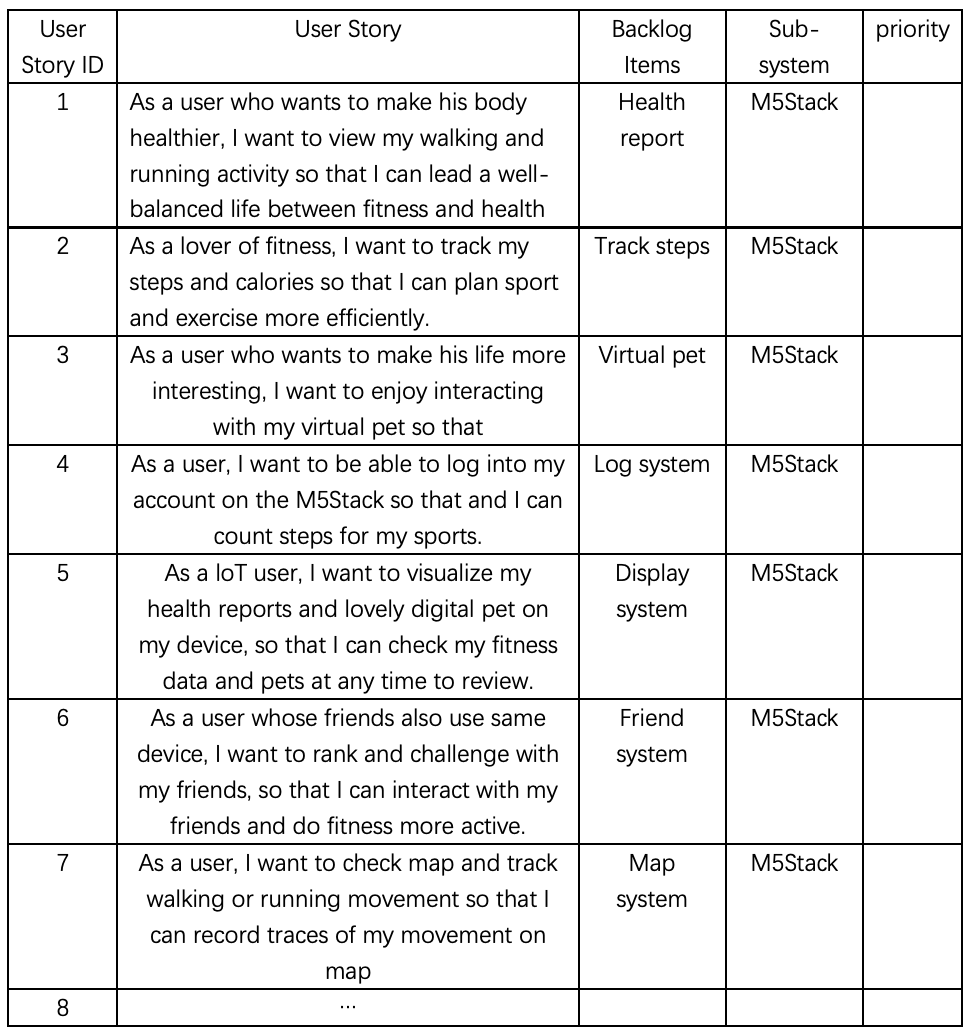 User Story ID | User Story | Backlog Items | Sub-system | priority
1 | As a user who wants to make his body
healthier, I want to view my walking and
running activity so that I can lead a well-
balanced life between fitness and health | Health
report | M5Stack
2 | As a lover of fitness, I want to track my
steps and calories so that I can plan sport
and exercise more efficiently. | Track steps | M5Stack
3 | As a user who wants to make his life more
interesting, I want to enjoy interacting
with my virtual pet so that | Virtual pet | M5Stack
4 | As a user, I want to be able to log into my
account on the M5Stack so that and I can
count steps for my sports. | Log system | M5Stack
5 | As a IoT user, I want to visualize my
health reports and lovely digital pet on
my device, so that I can check my fitness
data and pets at any time to review. | Display
system | M5Stack
6 | As a user whose friends also use same
device, I want to rank and challenge with
my friends, so that I can interact with my
friends and do fitness more active. | Friend
system | M5Stack
7 | As a user, I want to check map and track
walking or running movement so that I
can record traces of my movement on
map | Map
system | M5Stack
8 | ...